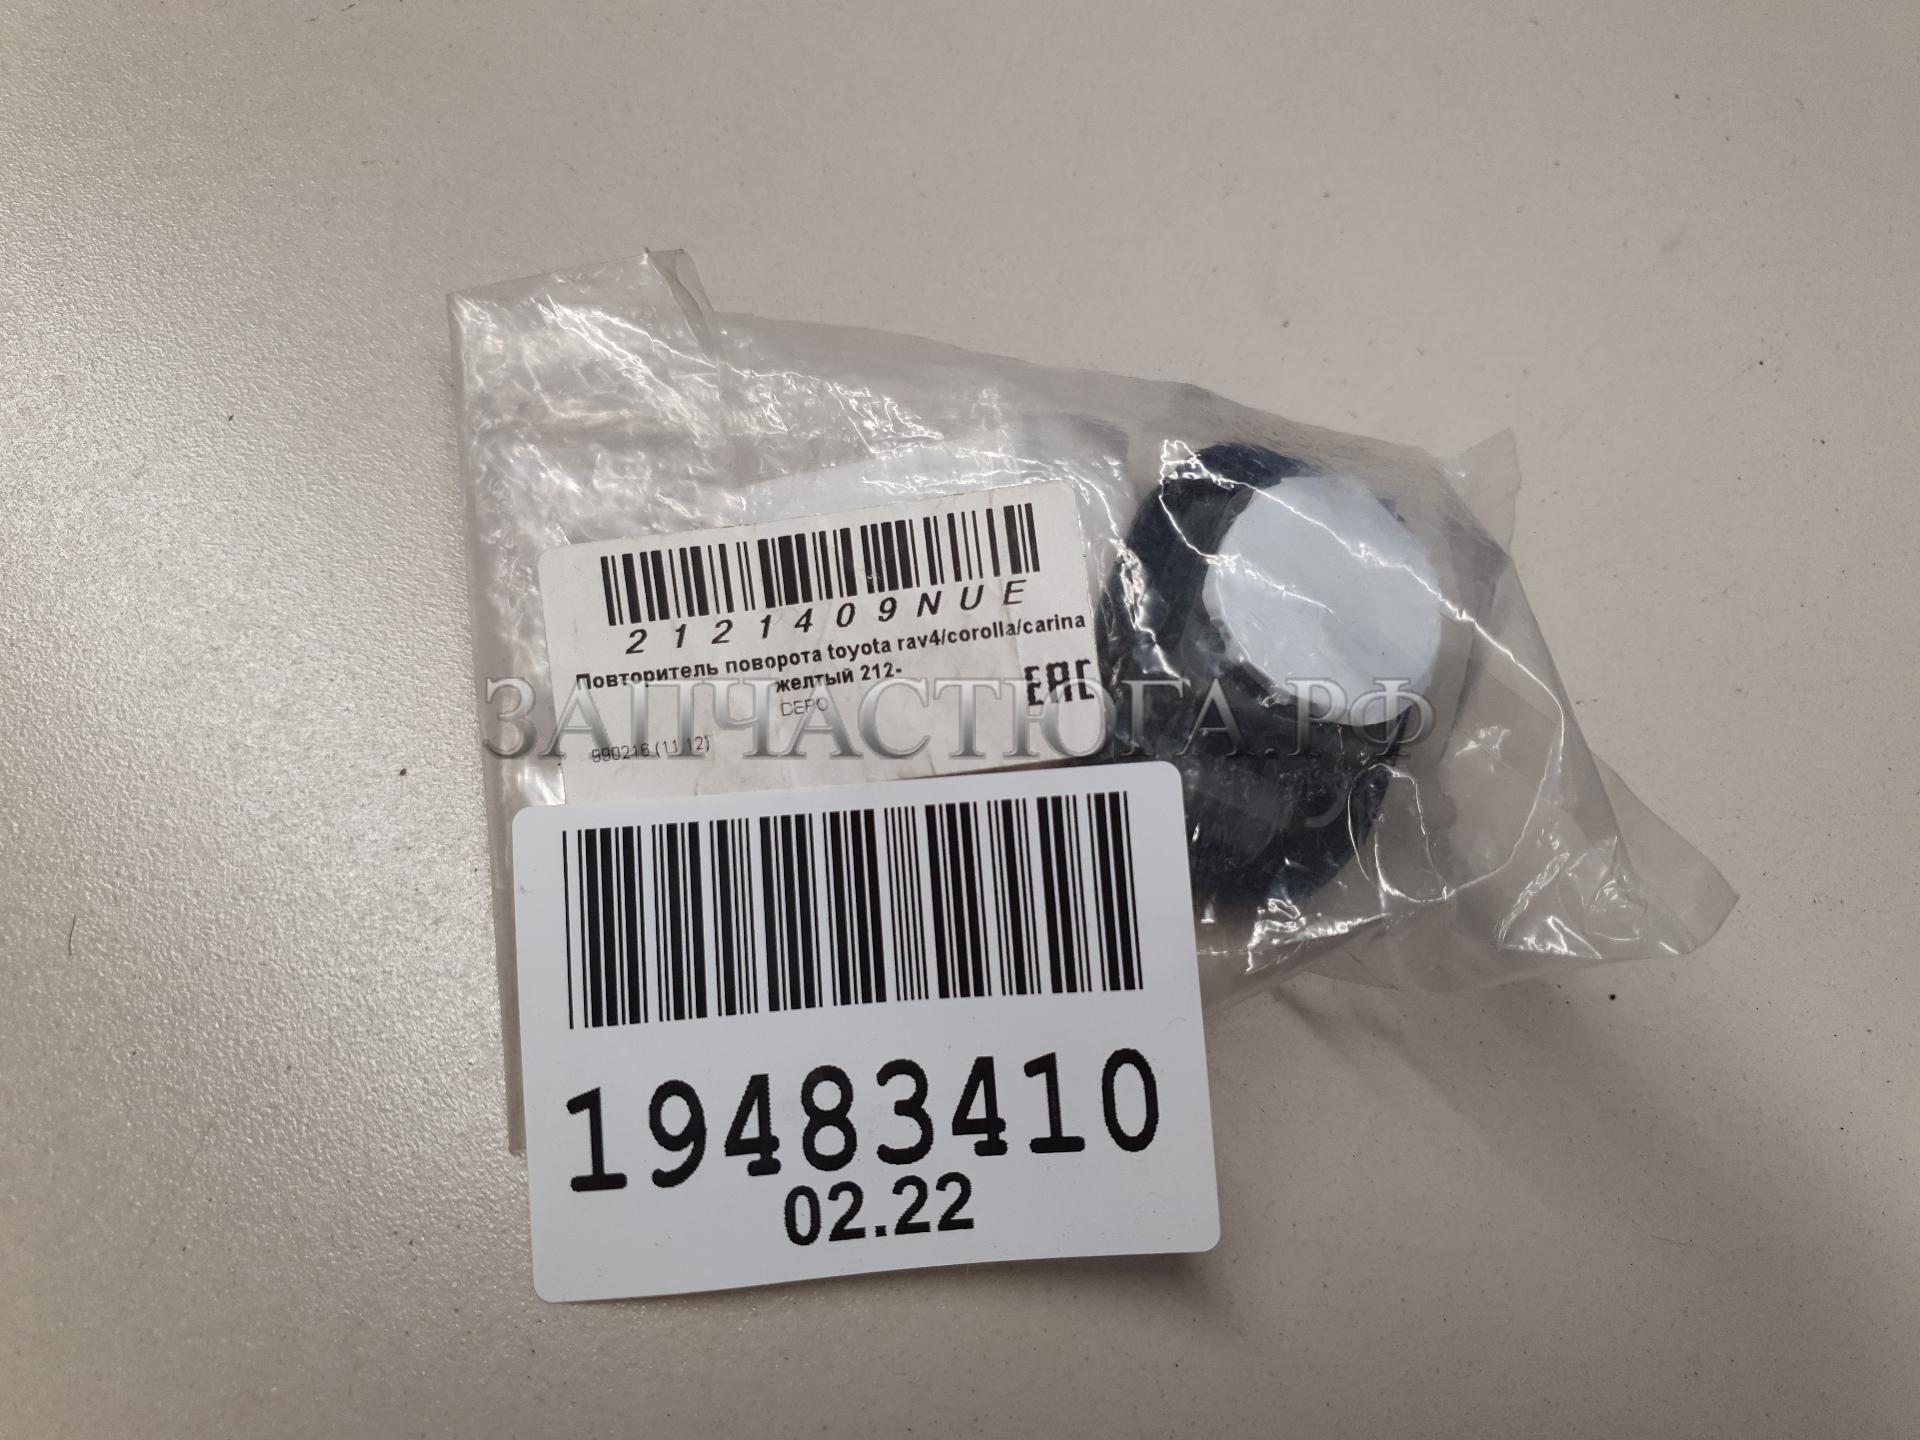 2121409NUE
Повторитель поворота toyota rav4/corolla/carina
желтый 212-
DEPO
EAC
990216 (11 12)
ЗАПЧАСТЮГА.РФ
19483410
02.22